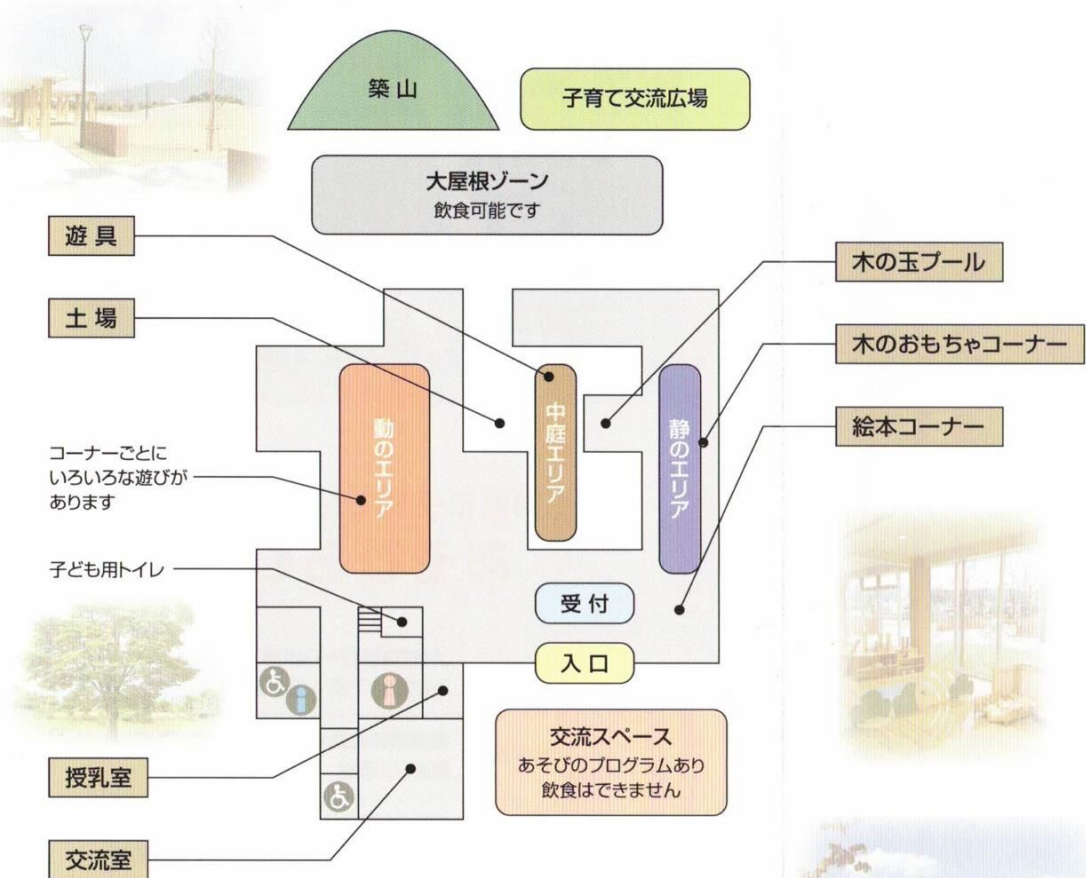 築山
子育て交流広場
大屋根ゾーン
飲食可能です
遊具
土場
木の玉プール
木のおもちゃコーナー
絵本コーナー
動のエリア
中庭エリア
静のエリア
コーナーごとに
いろいろな遊びが
あります
子ども用トイレ
受付
入口
交流スペース
あそびのプログラムあり
飲食はできません
授乳室
交流室